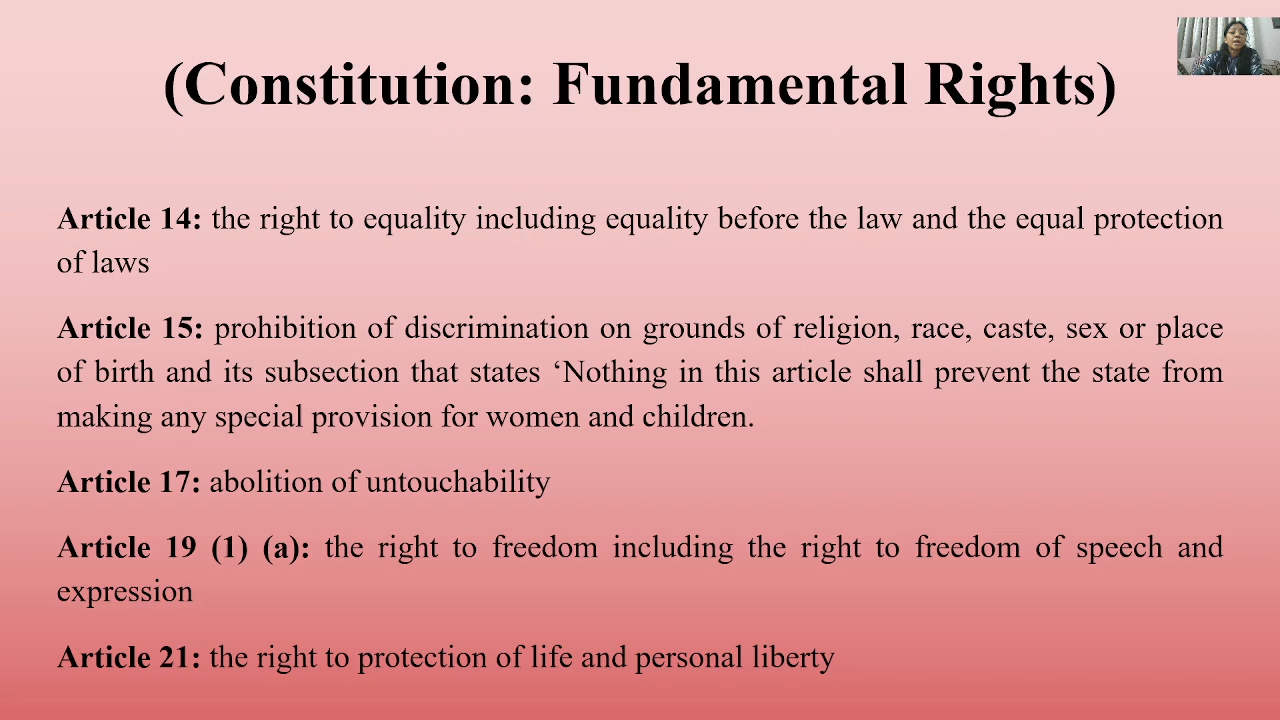 (Constitution: Fundamental Rights)
Article 14: the right to equality including equality before the law and the equal protection
of laws
Article 15: prohibition of discrimination on grounds of religion, race, caste, sex or place
of birth and its subsection that states ‘Nothing in this article shall prevent the state from
making any special provision for women and children.
Article 17: abolition of untouchability
Article 19 (1) (a): the right to freedom including the right to freedom of speech and
expression
Article 21: the right to protection of life and personal liberty